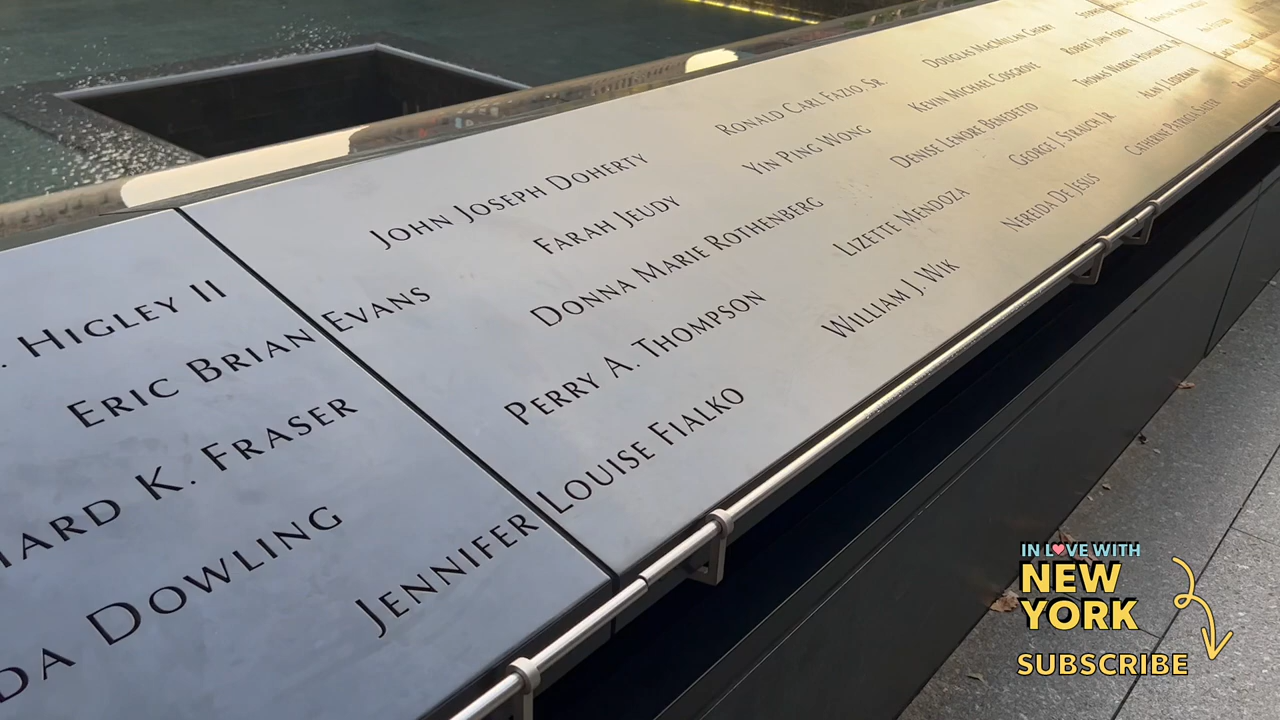 . HIGLEY II
ERIC BRIAN EVANS
K. FRASER
DOWLING
JENNIFER LOUISE FIALKO
JOHN JOSEPH DOHERTY
FARAH JEUDY
DONNA MARIE ROTHENBERG
PERRY A. THOMPSON
RONALD CARL FAZIO, SR.
YIN PING WONG
LIZETTE MENDOZA
WILLIAM J. WIK
DOUGLAS MACMILLAN CHERRY
KEVIN MICHAEL COSGROVE
DENISE LENORE BENEDETTO
GEORGE J. STRAUCH, JR.
NEREIDA DE JESUS
ROBERT JOHN FERRIS
THOMAS WARREN HOHLWECK, JR.
ALAN J. LEDERMAN
CATHERINE PATRICIA SALTER
IN LOVE WITH
NEW
YORK
SUBSCRIBE